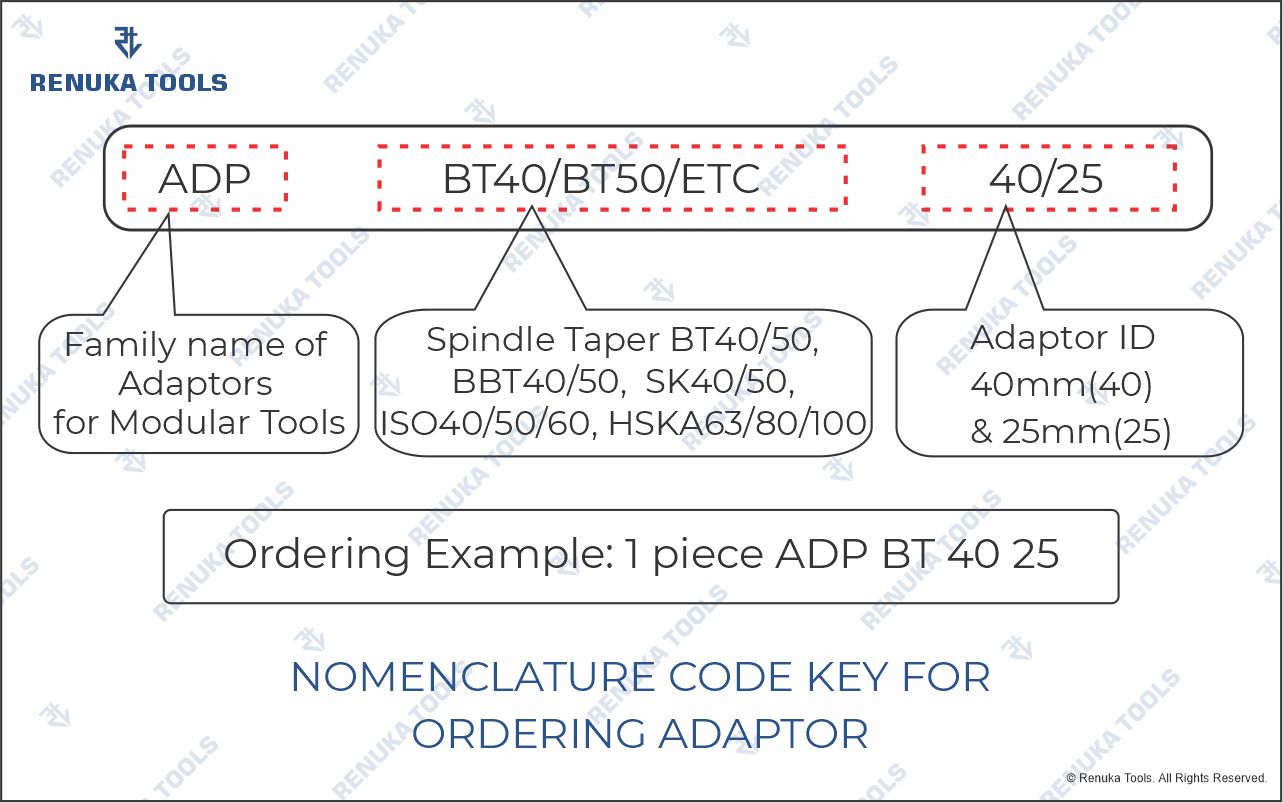 RENUKA TOOLS
ADP BT40/BT50/ETC 40/25
Family name of
Adaptors
for Modular Tools
Spindle Taper BT40/50,
BBT40/50, SK40/50,
ISO40/50/60, HSKA63/80/100
Adaptor ID
40mm(40)
& 25mm(25)
Ordering Example: 1 piece ADP BT 40 25
NOMENCLATURE CODE KEY FOR
ORDERING ADAPTOR
© Renuka Tools. All Rights Reserved.